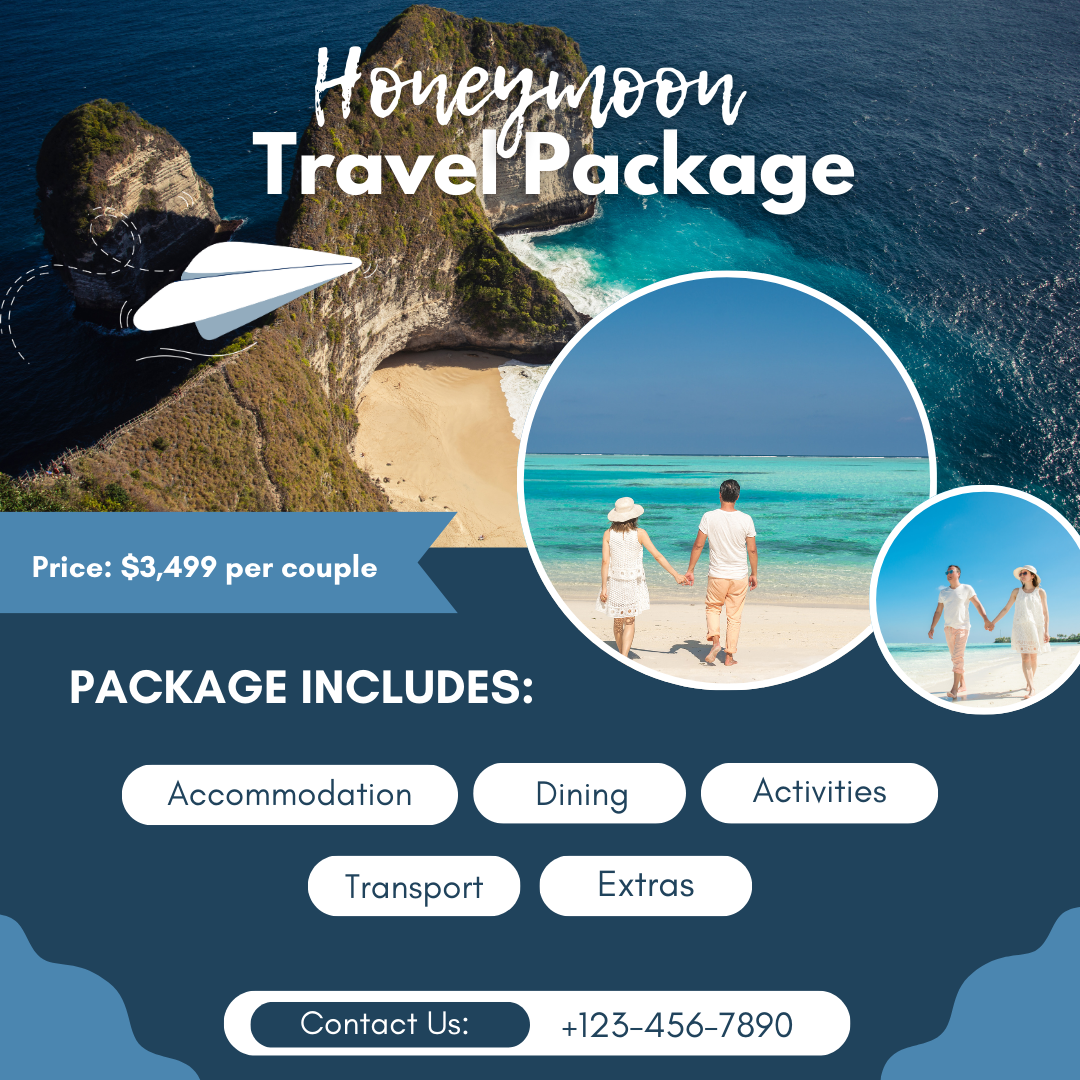 Honeymoon
Travel Package
Price: $3,499 per couple
PACKAGE INCLUDES:
Accommodation Dining Activities
Transport Extras
Contact Us: +123-456-7890